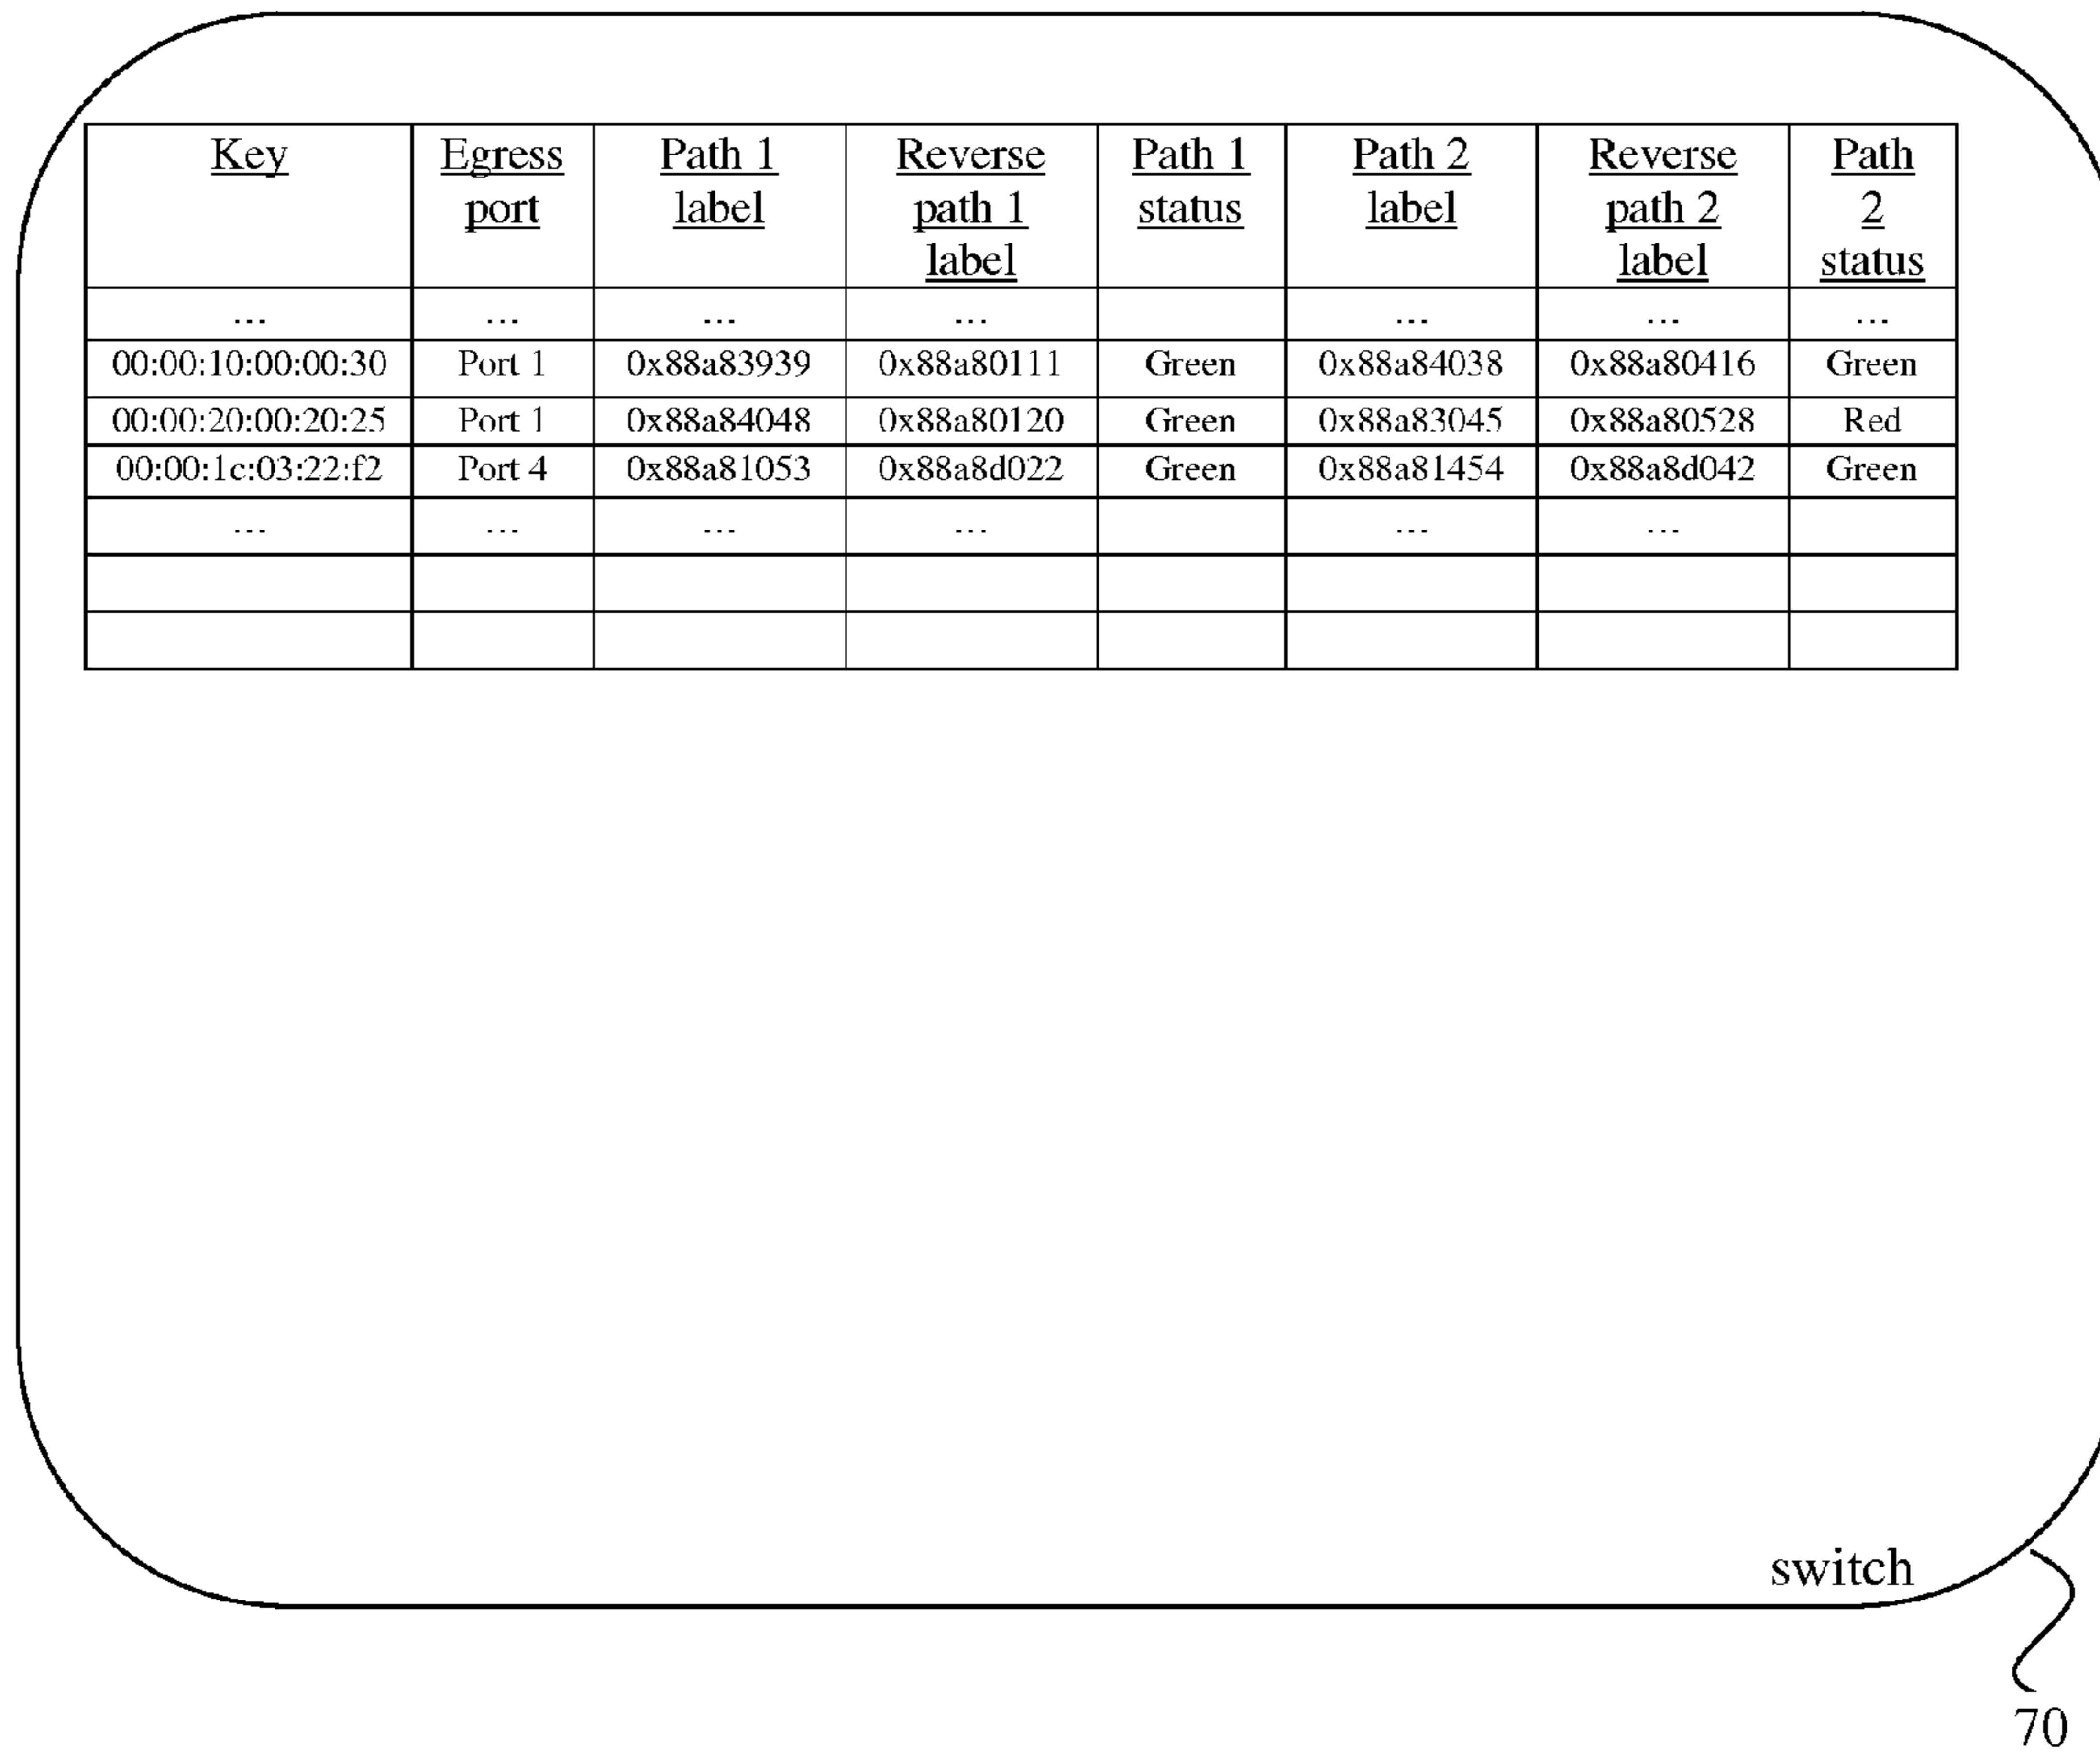 Key Egress port Path 1 label Reverse path 1 label Path 1 status Path 2 label Reverse path 2 label Path 2 status
... ... ... ... ... ... ...
00:00:10:00:00:30 Port 1 0x88a83939 0x88a80111 Green 0x88a84038 0x88a80416 Green
00:00:20:00:20:25 Port 1 0x88a84048 0x88a80120 Green 0x88a83045 0x88a80528 Red
00:00:1c:03:22:f2 Port 4 0x88a81053 0x88a8d022 Green 0x88a81454 0x88a8d042 Green
... ... ... ... ... ...
switch
70